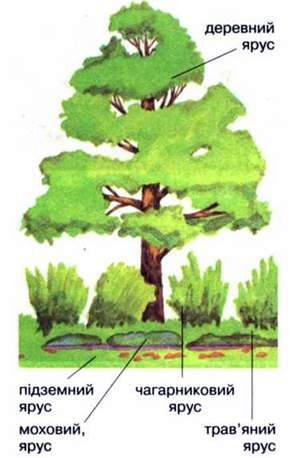 деревний
ярус
підземний
ярус
чагарниковий
ярус
моховий,
ярус
трав'яний
ярус